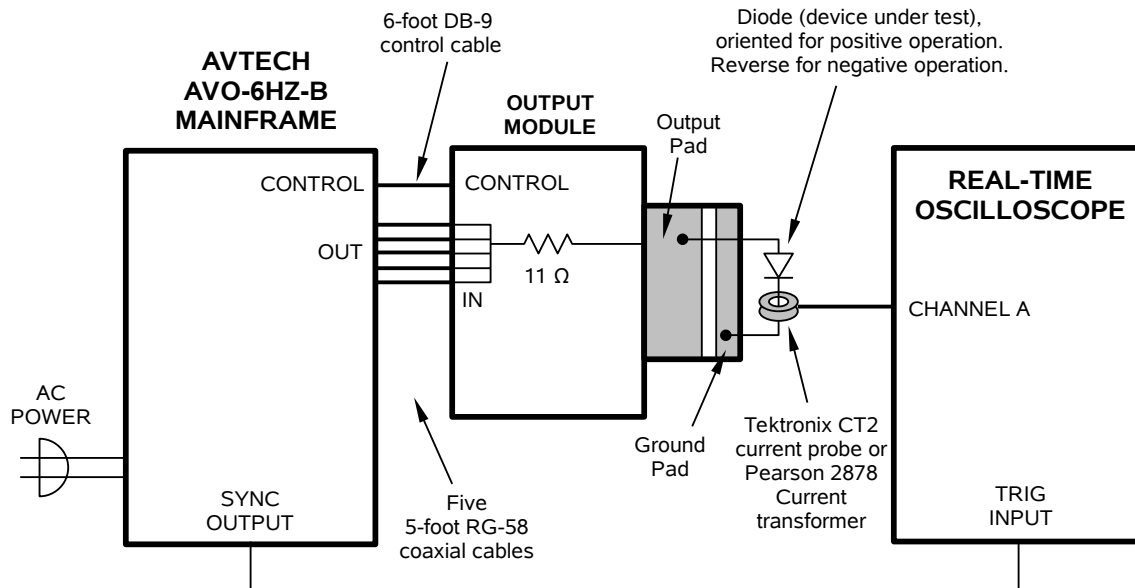 6-foot DB-9
control cable
Diode (device under test),
oriented for positive operation.
Reverse for negative operation.
AVTECH
AVO-6HZ-B
MAINFRAME
OUTPUT
MODULE
Output
Pad
CONTROL
CONTROL
REAL-TIME
OSCILLOSCOPE
OUT
11 Ω
IN
CHANNEL A
AC
POWER
Ground
Pad
Tektronix CT2
current probe or
Pearson 2878
Current
transformer
SYNC
OUTPUT
Five
5-foot RG-58
coaxial cables
TRIG
INPUT